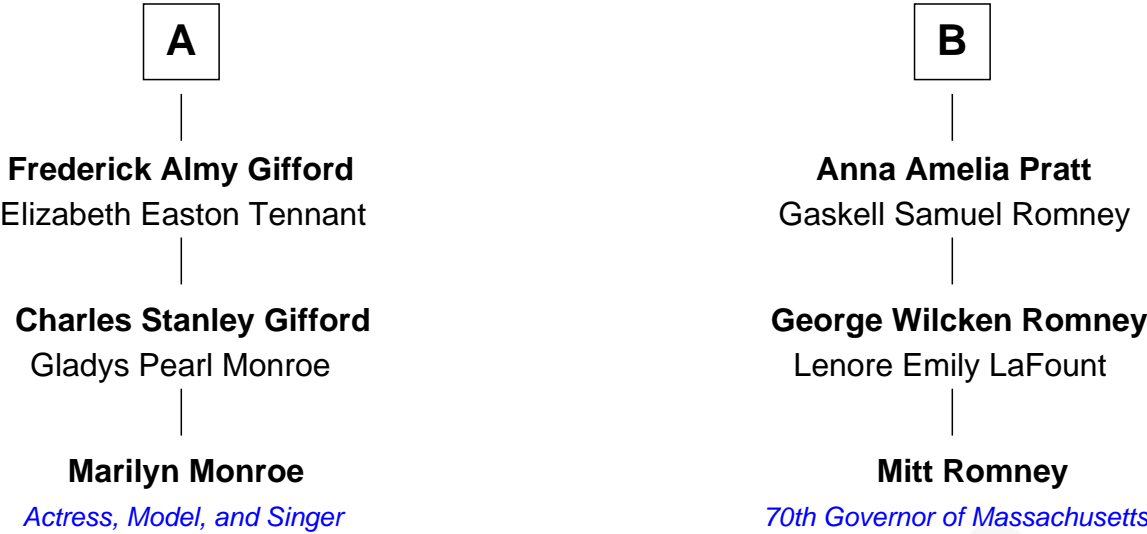 A
B
Frederick Almy Gifford
Elizabeth Easton Tennant
Anna Amelia Pratt
Gaskell Samuel Romney
Charles Stanley Gifford
Gladys Pearl Monroe
George Wilcken Romney
Lenore Emily LaFount
Marilyn Monroe
Actress, Model, and Singer
Mitt Romney
70th Governor of Massachusetts